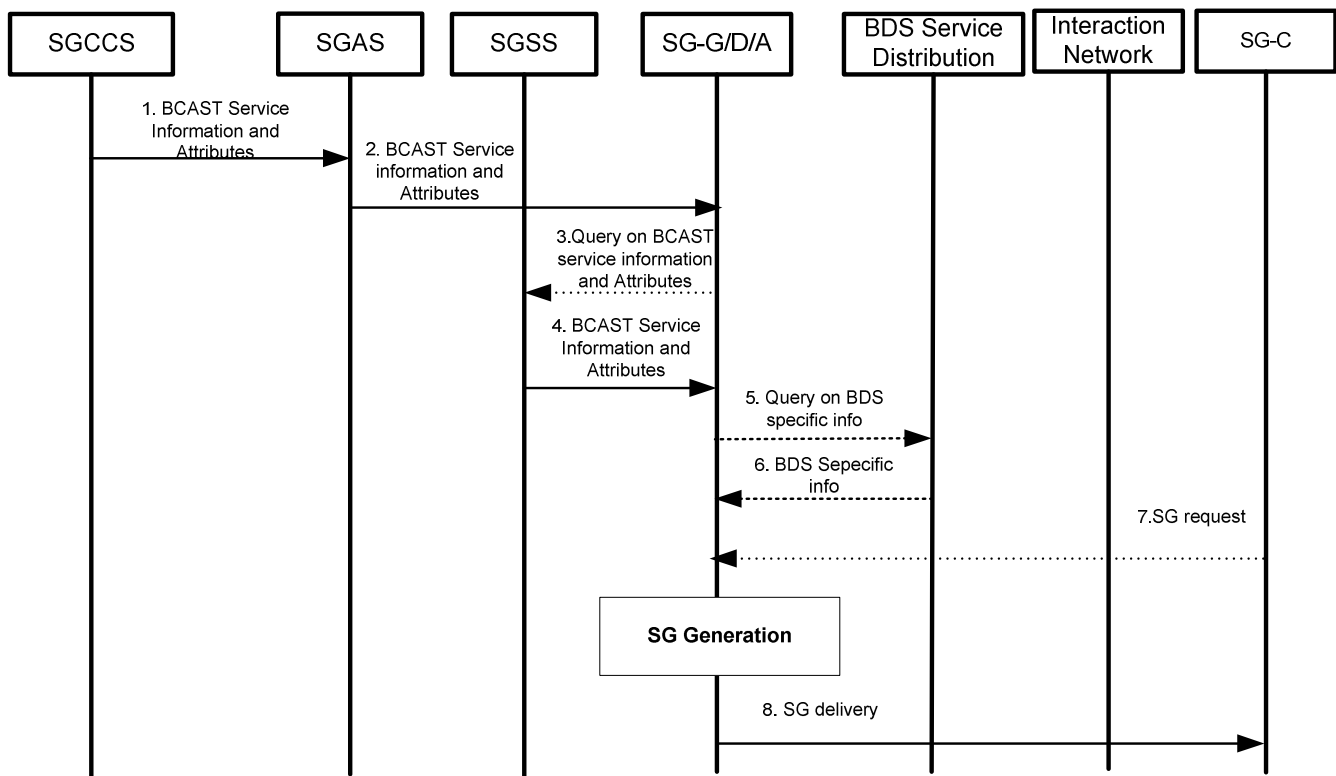 SGCCS
SGAS
SGSS
SG-G/D/A
BDS Service
Distribution
Interaction
Network
SG-C
1. BCAST Service
Information and
Attributes
2. BCAST Service
information and
Attributes
3.Query on BCAST
service information
and Attributes
4. BCAST Service
Information and
Attributes
5. Query on BDS
specific info
6. BDS Sepecific
info
7.SG request
SG Generation
8. SG delivery